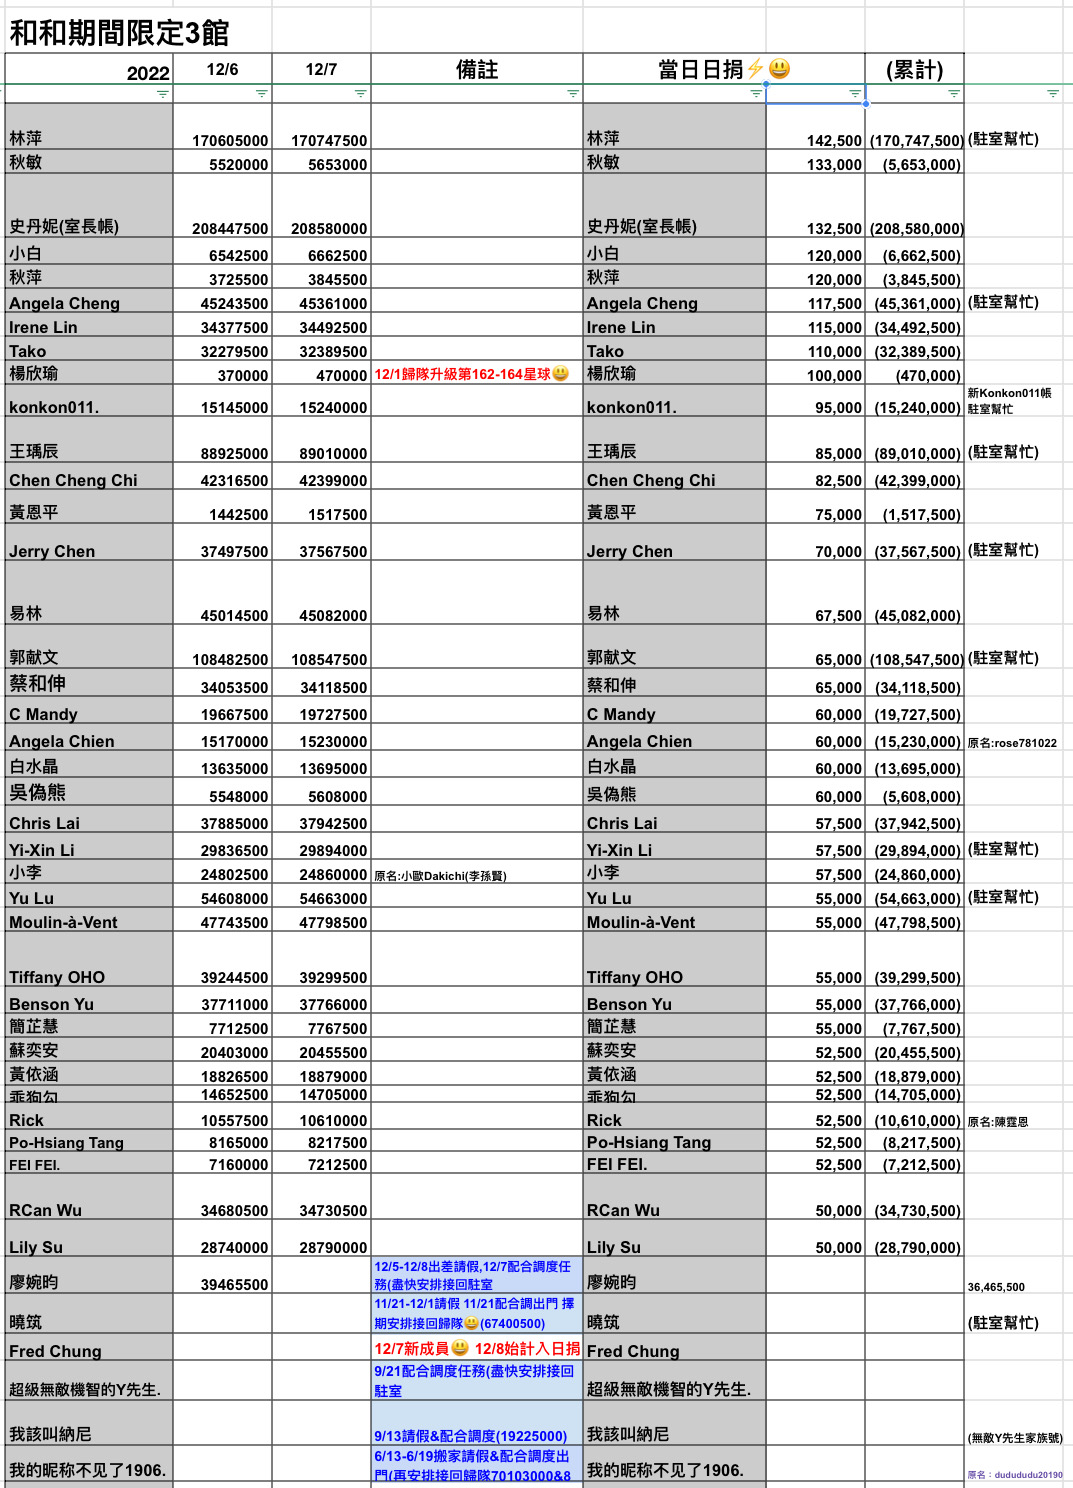 和和期間限定3館
2022 12/6 12/7 備註 當日日捐⚡😃 (累計)
林萍 170605000 170747500 林萍 142,500 (170,747,500) (駐室幫忙)
秋敏 5520000 5653000 秋敏 133,000 (5,653,000)
史丹妮(室長帳) 208447500 208580000 史丹妮(室長帳) 132,500 (208,580,000)
小白 6542500 6662500 小白 120,000 (6,662,500)
秋萍 3725500 3845500 秋萍 120,000 (3,845,500)
Angela Cheng 45243500 45361000 Angela Cheng 117,500 (45,361,000) (駐室幫忙)
Irene Lin 34377500 34492500 Irene Lin 115,000 (34,492,500)
Tako 32279500 32389500 Tako 110,000 (32,389,500)
楊欣瑜 370000 470000 12/1歸隊升級第162-164星球😃 楊欣瑜 100,000 (470,000)
konkon011. 15145000 15240000 konkon011. 95,000 (15,240,000) 新Konkon011帳
駐室幫忙
王瑀辰 88925000 89010000 王瑀辰 85,000 (89,010,000) (駐室幫忙)
Chen Cheng Chi 42316500 42399000 Chen Cheng Chi 82,500 (42,399,000)
黃恩平 1442500 1517500 黃恩平 75,000 (1,517,500)
Jerry Chen 37497500 37567500 Jerry Chen 70,000 (37,567,500) (駐室幫忙)
易林 45014500 45082000 易林 67,500 (45,082,000)
郭献文 108482500 108547500 郭献文 65,000 (108,547,500) (駐室幫忙)
蔡和伸 34053500 34118500 蔡和伸 65,000 (34,118,500)
C Mandy 19667500 19727500 C Mandy 60,000 (19,727,500)
Angela Chien 15170000 15230000 Angela Chien 60,000 (15,230,000) 原名:rose781022
白水晶 13635000 13695000 白水晶 60,000 (13,695,000)
吳偽熊 5548000 5608000 吳偽熊 60,000 (5,608,000)
Chris Lai 37885000 37942500 Chris Lai 57,500 (37,942,500)
Yi-Xin Li 29836500 29894000 Yi-Xin Li 57,500 (29,894,000) (駐室幫忙)
小李 24802500 24860000 原名:小歐Dakichi(李孫賢) 小李 57,500 (24,860,000)
Yu Lu 54608000 54663000 Yu Lu 55,000 (54,663,000) (駐室幫忙)
Moulin-à-Vent 47743500 47798500 Moulin-à-Vent 55,000 (47,798,500)
Tiffany OHO 39244500 39299500 Tiffany OHO 55,000 (39,299,500)
Benson Yu 37711000 37766000 Benson Yu 55,000 (37,766,000)
簡芷慧 7712500 7767500 簡芷慧 55,000 (7,767,500)
蘇奕安 20403000 20455500 蘇奕安 52,500 (20,455,500)
黃依涵 18826500 18879000 黃依涵 52,500 (18,879,000)
乖狗勾 14652500 14705000 乖狗勾 52,500 (14,705,000)
Rick 10557500 10610000 Rick 52,500 (10,610,000) 原名:陳霆恩
Po-Hsiang Tang 8165000 8217500 Po-Hsiang Tang 52,500 (8,217,500)
FEI FEI. 7160000 7212500 FEI FEI. 52,500 (7,212,500)
RCan Wu 34680500 34730500 RCan Wu 50,000 (34,730,500)
Lily Su 28740000 28790000 Lily Su 50,000 (28,790,000)
廖婉昀 39465500 12/5-12/8出差請假,12/7配合調度任
務(盡快安排接回駐室 廖婉昀 36,465,500
曉筑 11/21-12/1請假 11/21配合調出門 擇
期安排接回歸隊😃(67400500) 曉筑 (駐室幫忙)
Fred Chung 12/7新成員😃 12/8始計入日捐 Fred Chung
超級無敵機智的Y先生. 9/21配合調度任務(盡快安排接回
駐室 超級無敵機智的Y先生.
我該叫納尼 9/13請假&配合調度(19225000) 我該叫納尼 (無敵Y先生家族號)
我的昵称不见了1906. 6/13-6/19搬家請假&配合調度出
門(再安排接回歸隊70103000&8 我的昵称不见了1906. 原名：dudududu20190